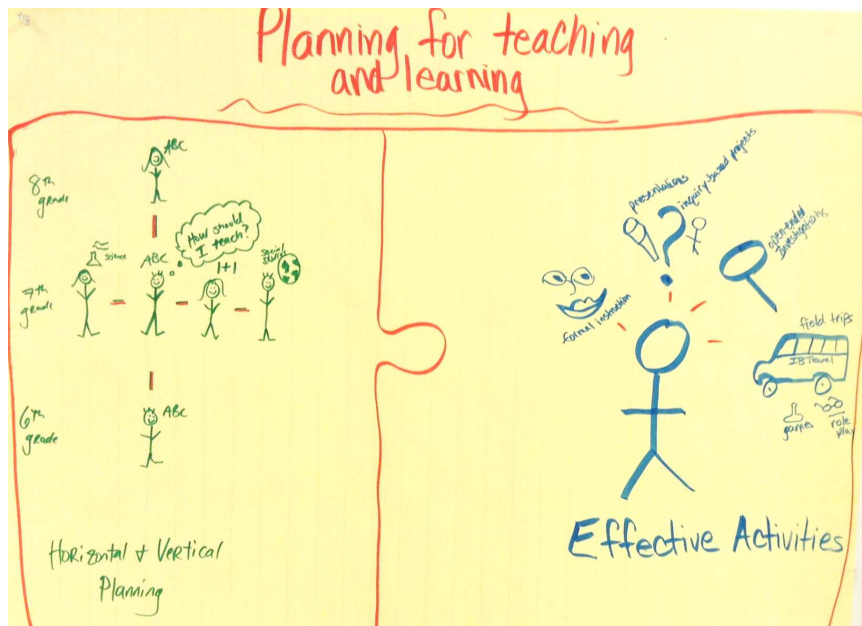 Planning for teaching
and learning
8th
grade
ABC
How should
I teach?
science
ABC
1+1
social
studies
7th
grade
6th
grade
ABC
Horizontal + Vertical
Planning
presentations
inquiry-based projects
open-ended
investigations
formal instruction
field trips
IB Travel
games
role
play
Effective Activities